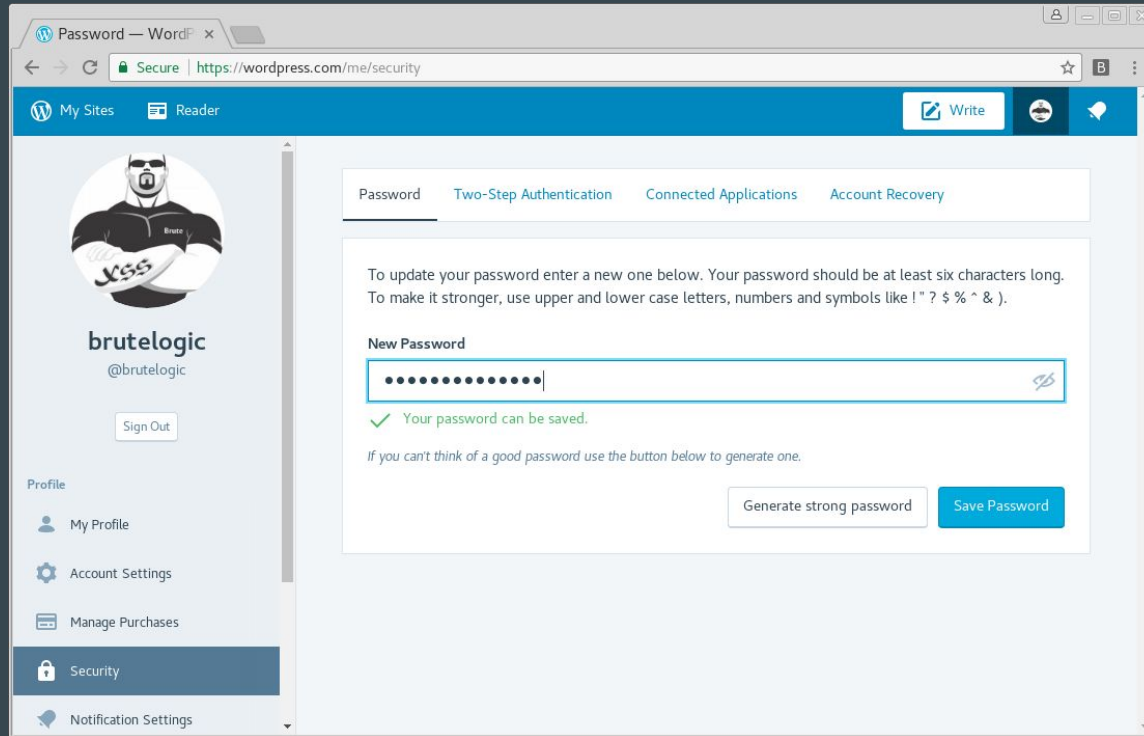 Password — WordP
Secure | https://wordpress.com/me/security
B
My Sites
Reader
Write
Brute
XSS
brutelogic
@brutelogic
Sign Out
Profile
My Profile
Account Settings
Manage Purchases
Security
Notification Settings
Password
Two-Step Authentication
Connected Applications
Account Recovery
To update your password enter a new one below. Your password should be at least six characters long.
To make it stronger, use upper and lower case letters, numbers and symbols like ! " ? $ % ^ & ).
New Password
••••••••••••••
Your password can be saved.
If you can't think of a good password use the button below to generate one.
Generate strong password
Save Password